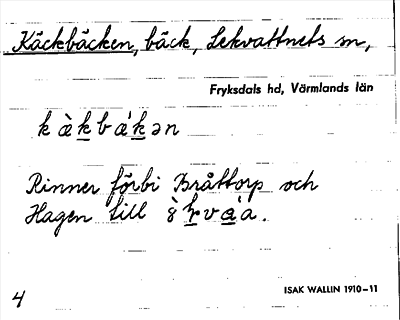 Käckbäcken, bäck, Lekvattnets sn,
Fryksdals hd, Värmlands län
k æ̀ k b æ̀ k ə n
Rinner förbi Bråttorp och
Hagen till
4
ISAK WALLIN 1910–11